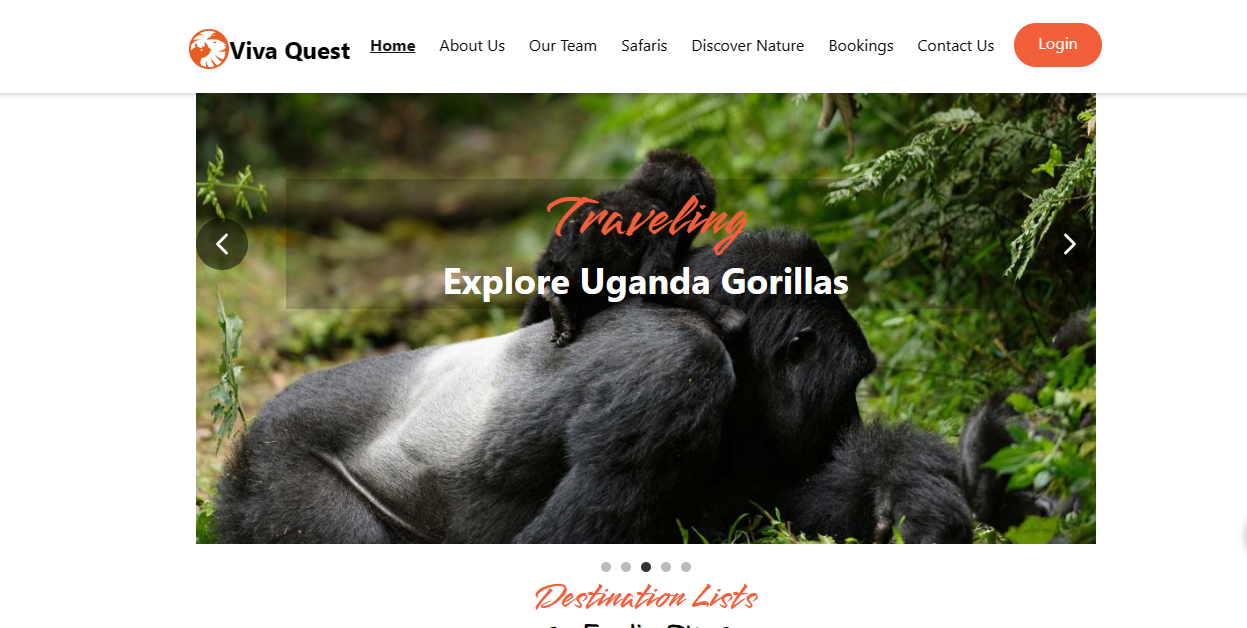 Viva Quest
Home About Us Our Team Safaris Discover Nature Bookings Contact Us Login
Traveling
Explore Uganda Gorillas
Destination Lists